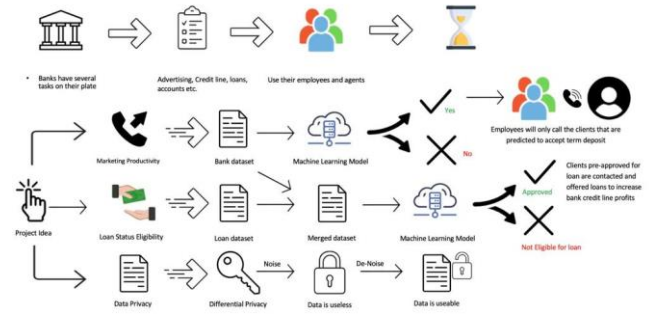 • Banks have several
tasks on their plate
Advertising, Credit line, loans,
accounts etc.
Use their employees and agents
Marketing Productivity
Bank dataset
Machine Learning Model
Yes
No
Employees will only call the clients that are
predicted to accept term deposit
Project Idea
Loan Status Eligibility
Loan dataset
Merged dataset
Machine Learning Model
Approved
Not Eligible for loan
Clients pre-approved for
loan are contacted and
offered loans to increase
bank credit line profits
Data Privacy
Differential Privacy
Noise
Data is useless
De-Noise
Data is useable